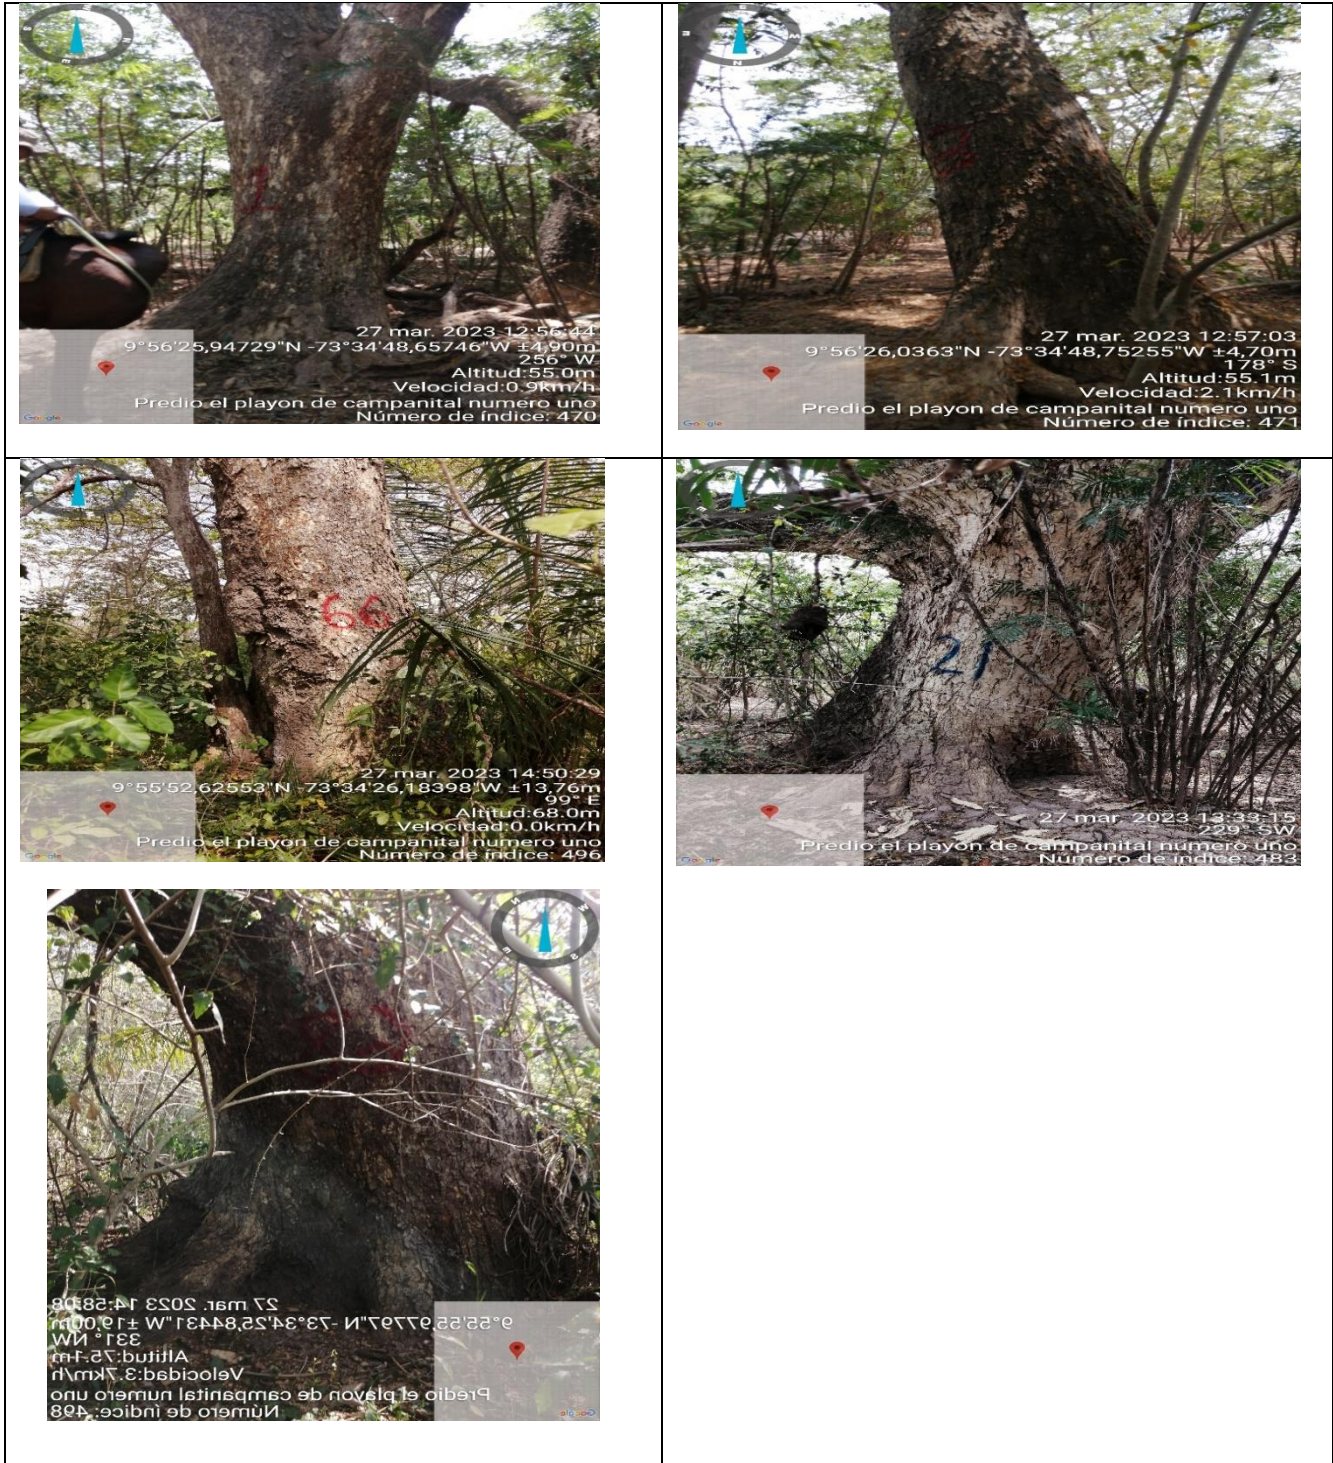 1
27 mar. 2023 12:56:44
9°56'25,94729"N -73°34'48,65746"W ±4,90m
256° W
Altitud:55.0m
Velocidad:0.9km/h
Predio el playon de campanital numero uno
Número de índice: 470
Google
27 mar. 2023 12:57:03
9°56'26,0363"N -73°34'48,75255"W ±4,70m
178° S
Altitud:55.1m
Velocidad:2.1km/h
Predio el playon de campanital numero uno
Número de índice: 471
Google
66
27 mar. 2023 14:50:29
9°55'52,62553"N -73°34'26,18398"W ±13,76m
99° E
Altitud:68.0m
Velocidad:0.0km/h
Predio el playon de campanital numero uno
Número de índice: 496
Google
21
27 mar. 2023 13:33:15
229° SW
Predio el playon de campanital numero uno
Número de índice: 483
Google
27 mar. 2023 14:58:08
9°55'55,97797"N -73°34'25,84431"W ±19,00m
331° NW
Altitud:75.1m
Velocidad:3.7km/h
Predio el playon de campanital numero uno
Número de índice: 498
Google